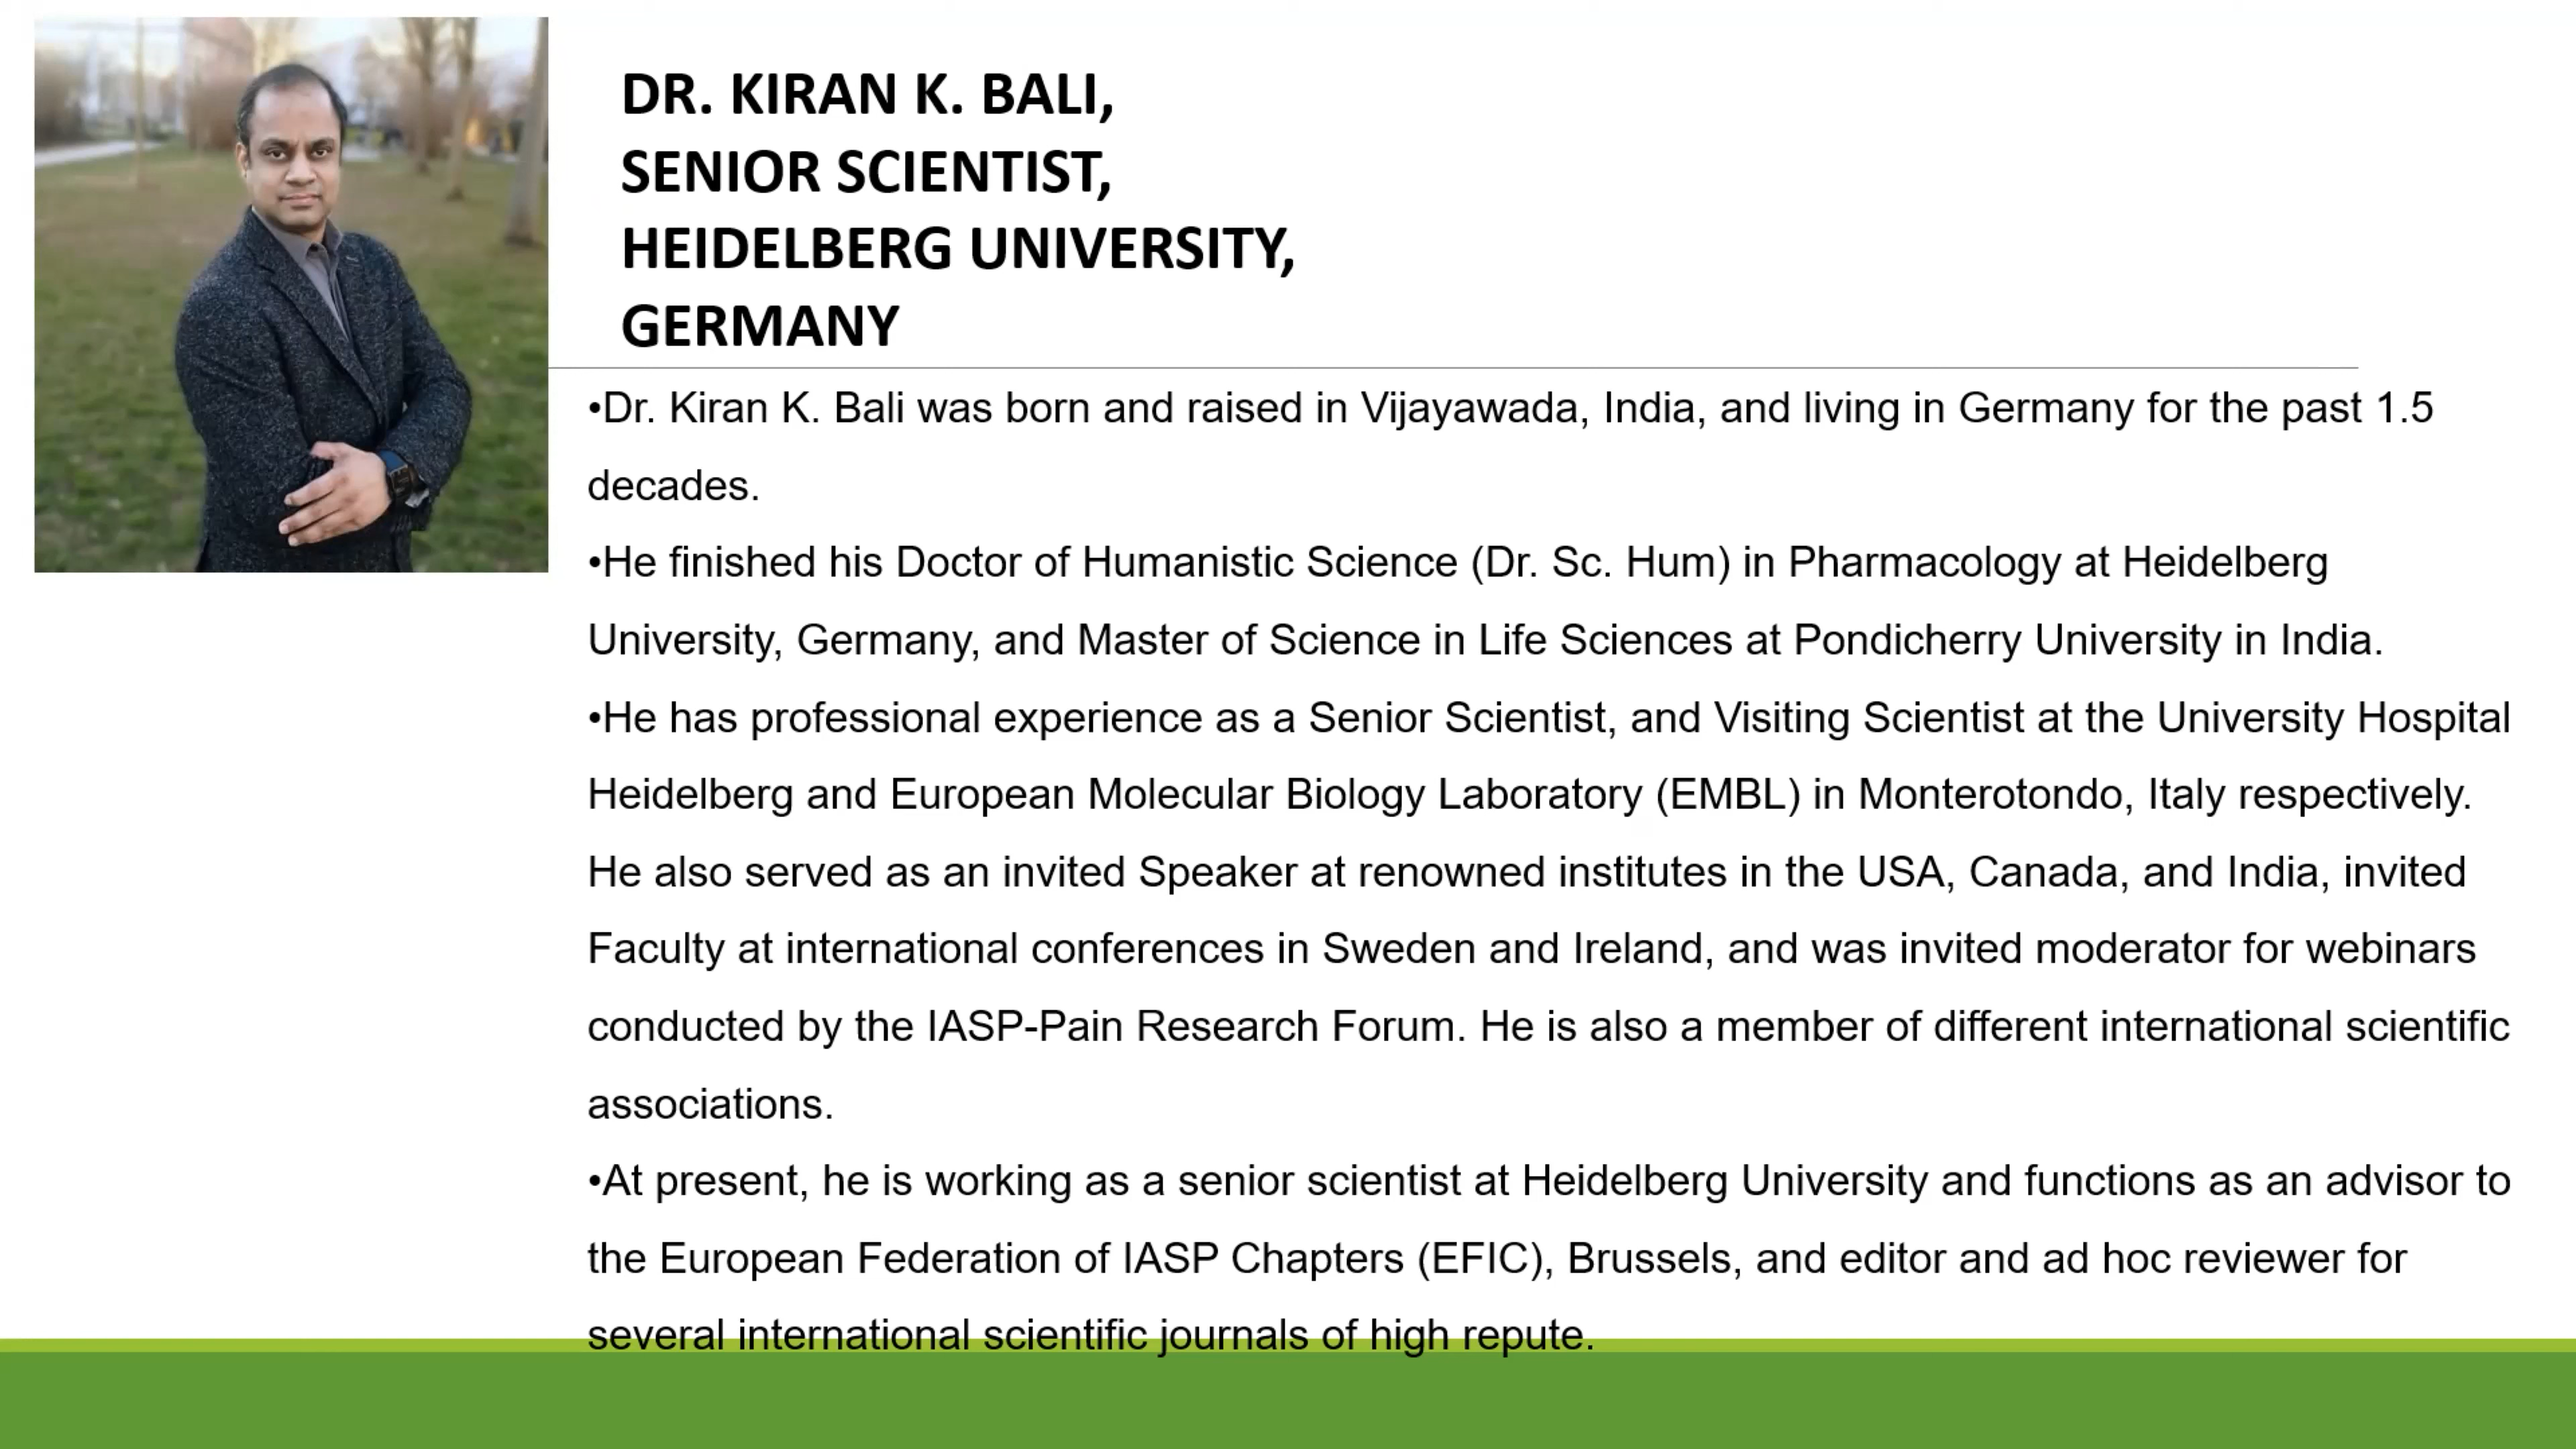 DR. KIRAN K. BALI,
SENIOR SCIENTIST,
HEIDELBERG UNIVERSITY,
GERMANY
•Dr. Kiran K. Bali was born and raised in Vijayawada, India, and living in Germany for the past 1.5
decades.
•He finished his Doctor of Humanistic Science (Dr. Sc. Hum) in Pharmacology at Heidelberg
University, Germany, and Master of Science in Life Sciences at Pondicherry University in India.
•He has professional experience as a Senior Scientist, and Visiting Scientist at the University Hospital
Heidelberg and European Molecular Biology Laboratory (EMBL) in Monterotondo, Italy respectively.
He also served as an invited Speaker at renowned institutes in the USA, Canada, and India, invited
Faculty at international conferences in Sweden and Ireland, and was invited moderator for webinars
conducted by the IASP-Pain Research Forum. He is also a member of different international scientific
associations.
•At present, he is working as a senior scientist at Heidelberg University and functions as an advisor to
the European Federation of IASP Chapters (EFIC), Brussels, and editor and ad hoc reviewer for
several international scientific journals of high repute.